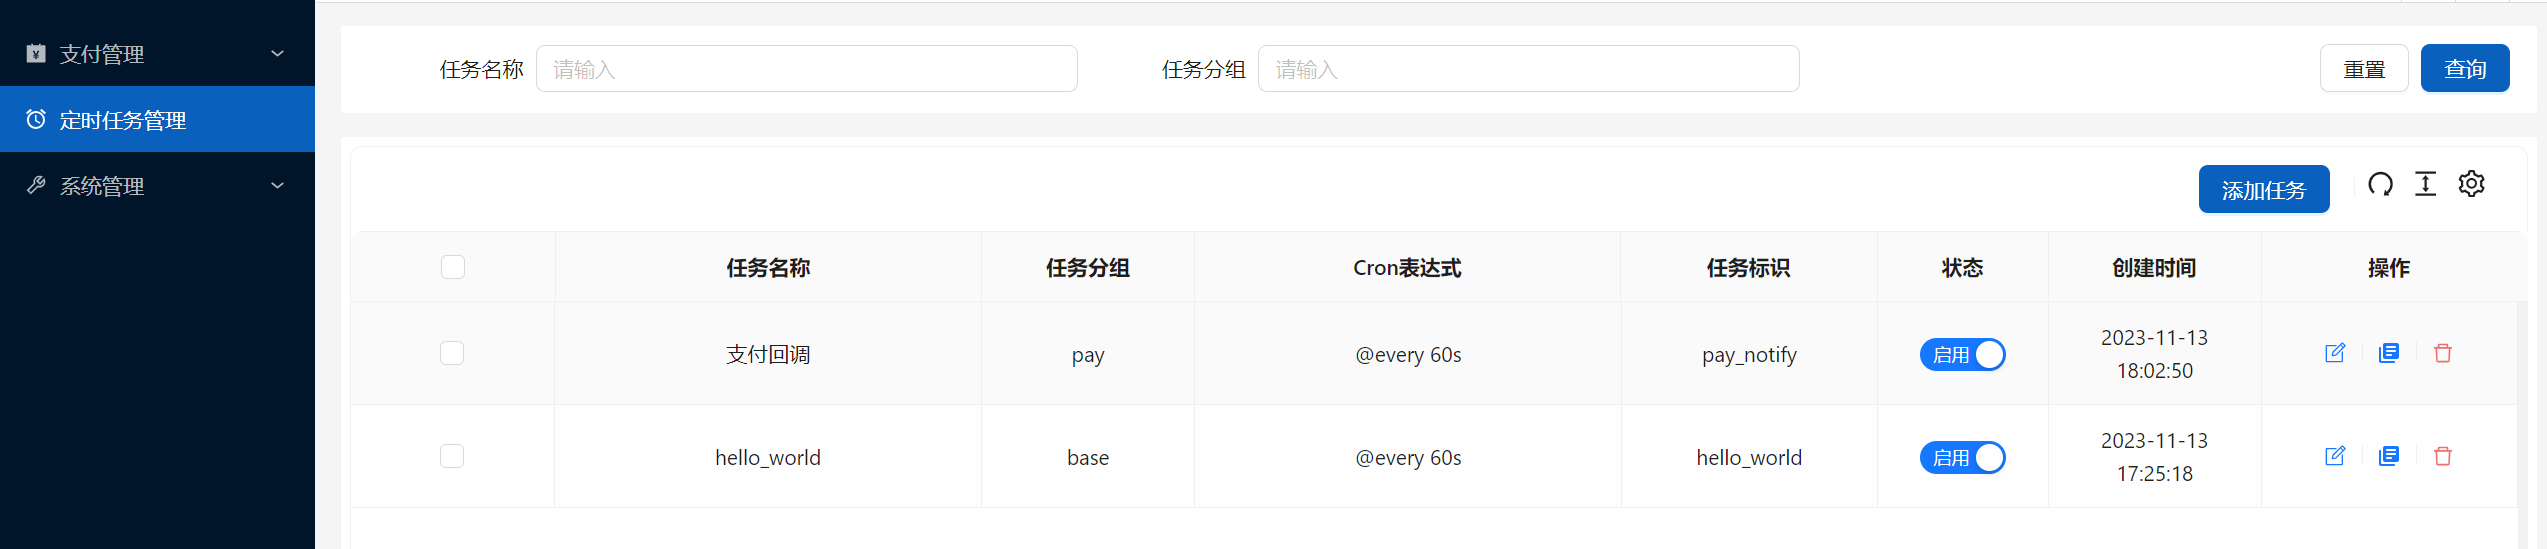 支付管理
定时任务管理
系统管理
任务名称 请输入 任务分组 请输入 重置 查询
添加任务
任务名称 任务分组 Cron表达式 任务标识 状态 创建时间 操作
支付回调 pay @every 60s pay_notify 启用 2023-11-13
18:02:50
hello_world base @every 60s hello_world 启用 2023-11-13
17:25:18